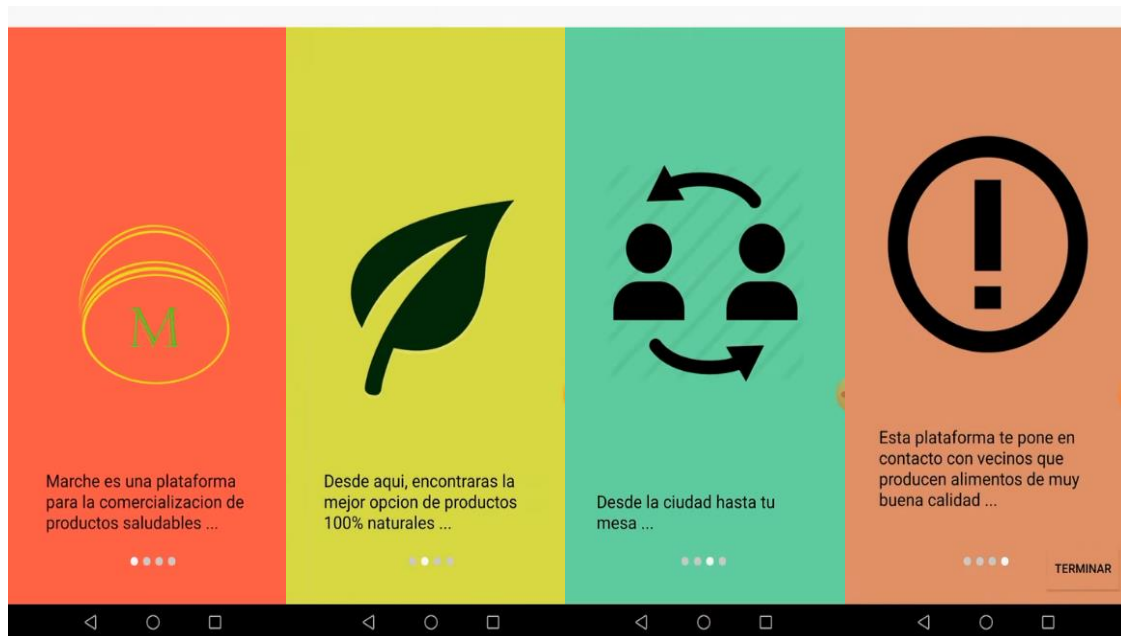 M
Marche es una plataforma
para la comercializacion de
productos saludables ...
Desde aqui, encontraras la
mejor opcion de productos
100% naturales ...
Desde la ciudad hasta tu
mesa ...
Esta plataforma te pone en
contacto con vecinos que
producen alimentos de muy
buena calidad ...
TERMINAR